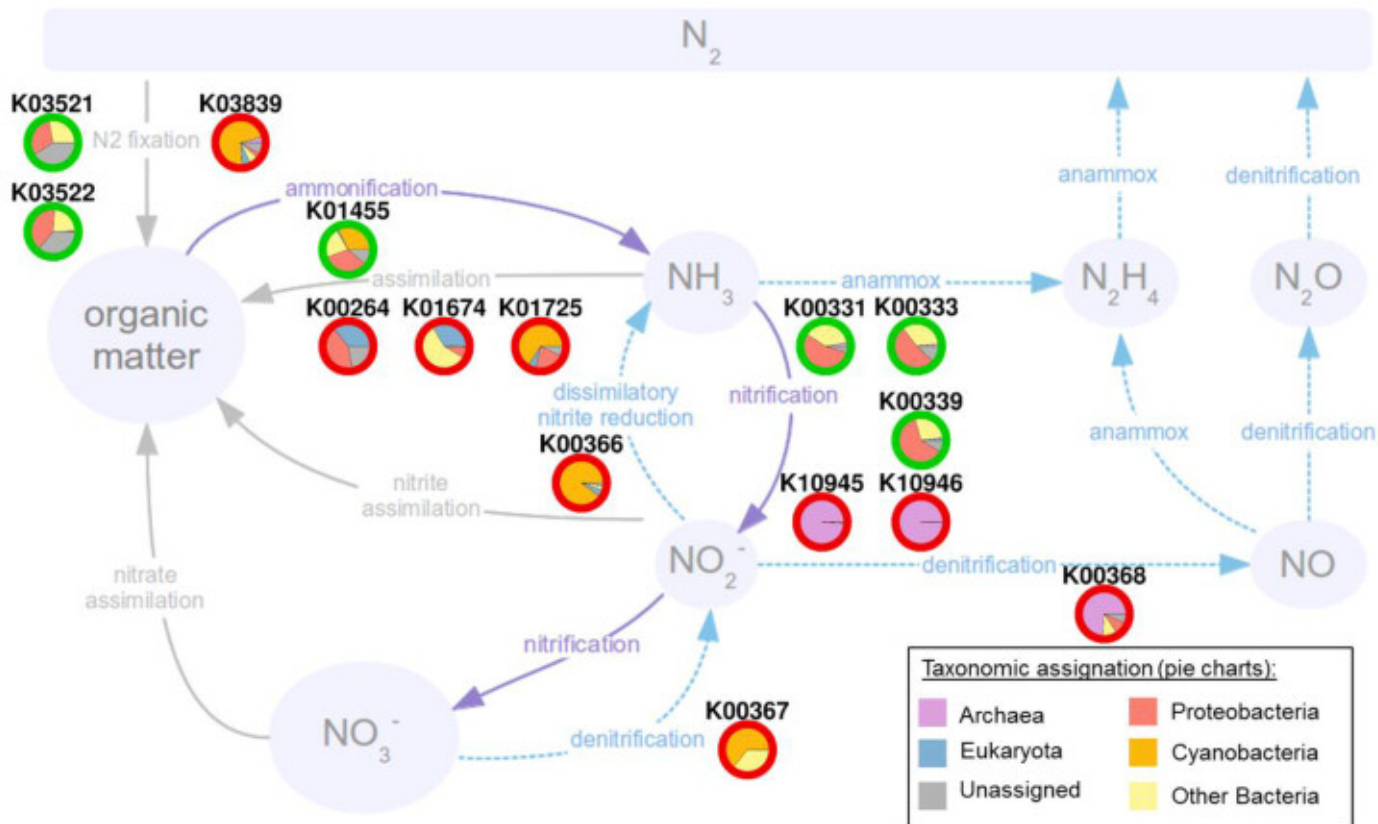 N2
K03521
K03839
N2 fixation
K03522
ammonification
K01455
assimilation
NH3
anammox
N2H4
N2O
anammox
denitrification
organic
matter
K00264
K01674
K01725
K00331
K00333
dissimilatory
nitrite reduction
nitrification
K00339
anammox
denitrification
K00366
nitrite
assimilation
K10945
K10946
NO2-
denitrification
NO
K00368
nitrate
assimilation
nitrification
NO3-
denitrification
K00367
Taxonomic assignation (pie charts):
Archaea
Proteobacteria
Eukaryota
Cyanobacteria
Unassigned
Other Bacteria